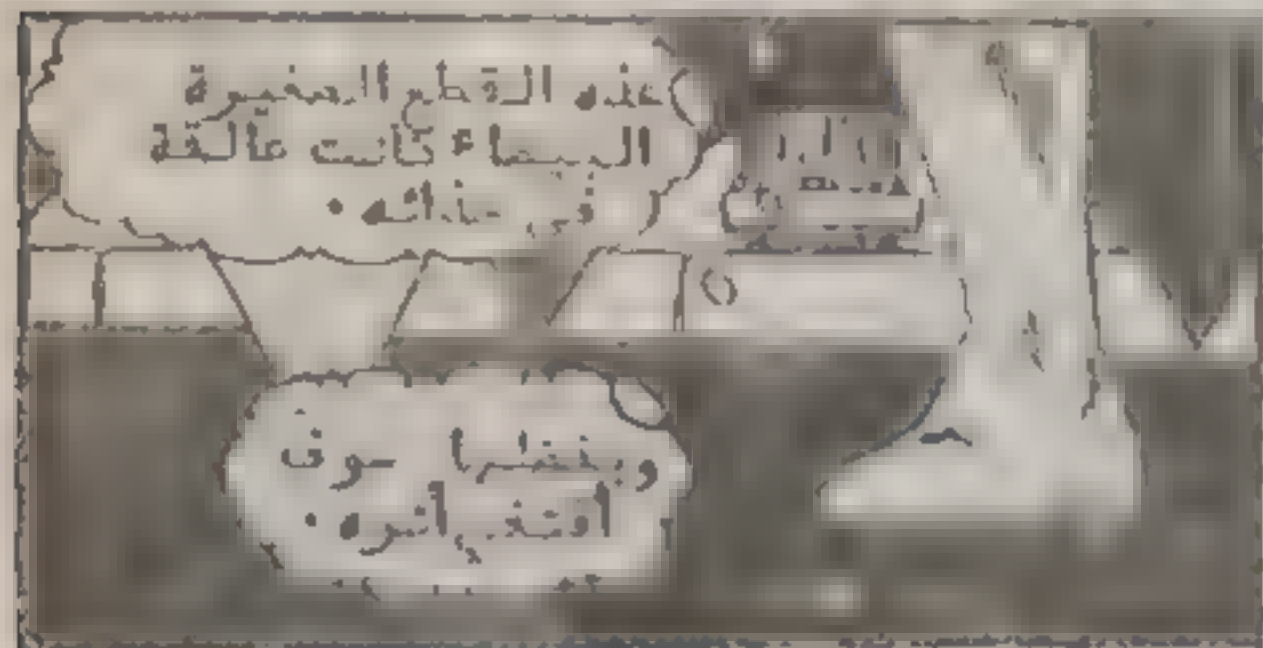 هذه القطع الصغيرة
البيضاء كانت عالقة
في حذائه.
وبفضلها سوف
أقتفي أثره.